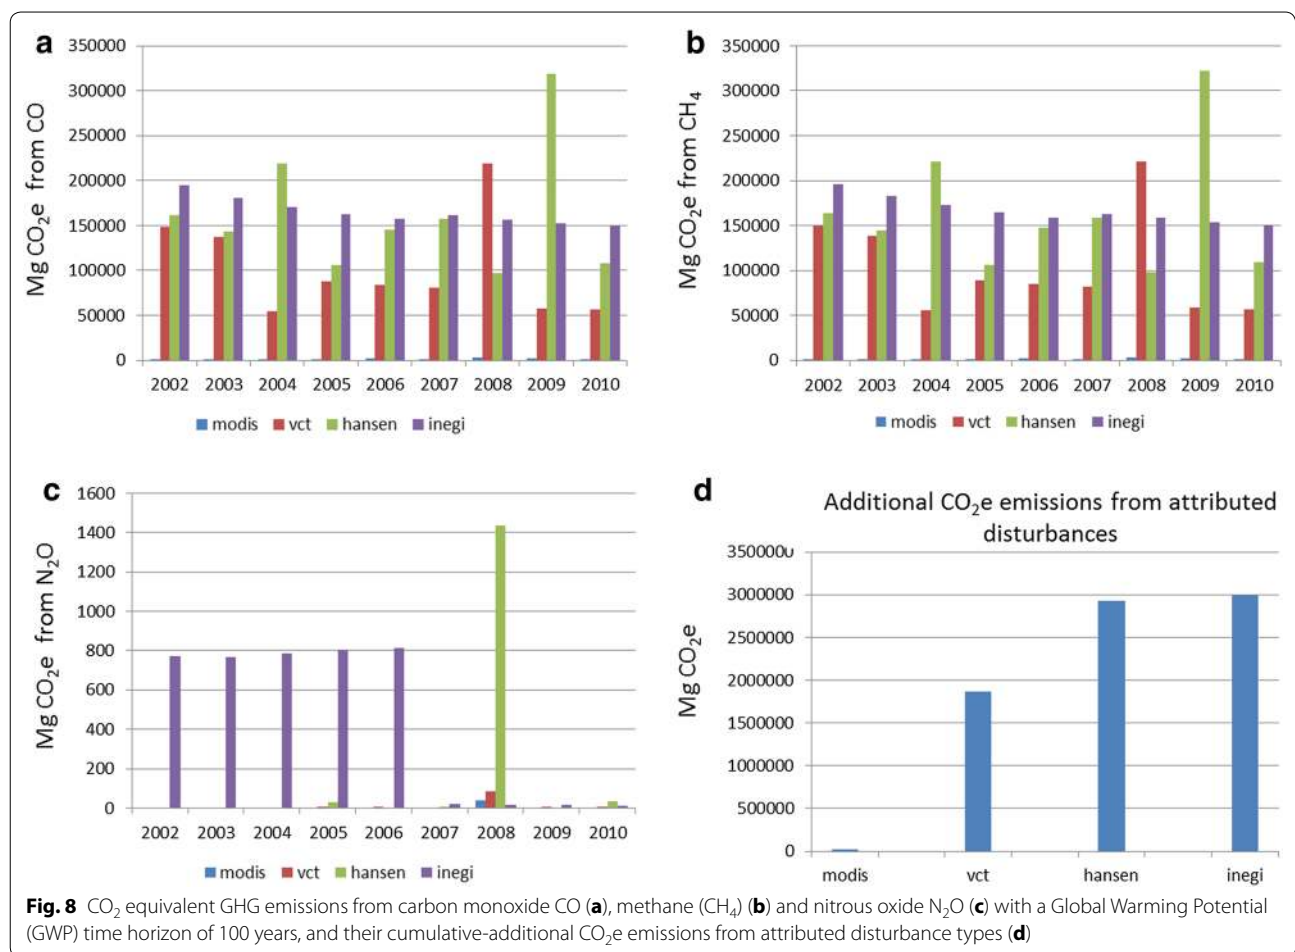 a
350000
300000
250000
200000
150000
100000
50000
0
Mg CO₂e from CO
2002 2003 2004 2005 2006 2007 2008 2009 2010
modis vct hansen inegi
b
350000
300000
250000
200000
150000
100000
50000
0
Mg CO₂e from CH₄
2002 2003 2004 2005 2006 2007 2008 2009 2010
modis vct hansen inegi
c
1600
1400
1200
1000
800
600
400
200
0
Mg CO₂e from N₂O
2002 2003 2004 2005 2006 2007 2008 2009 2010
modis vct hansen inegi
d
Additional CO₂e emissions from attributed
disturbances
3500000
3000000
2500000
2000000
1500000
1000000
500000
0
Mg CO₂e
modis vct hansen inegi
Fig. 8 CO₂ equivalent GHG emissions from carbon monoxide CO (a), methane (CH₄) (b) and nitrous oxide N₂O (c) with a Global Warming Potential
(GWP) time horizon of 100 years, and their cumulative-additional CO₂e emissions from attributed disturbance types (d)